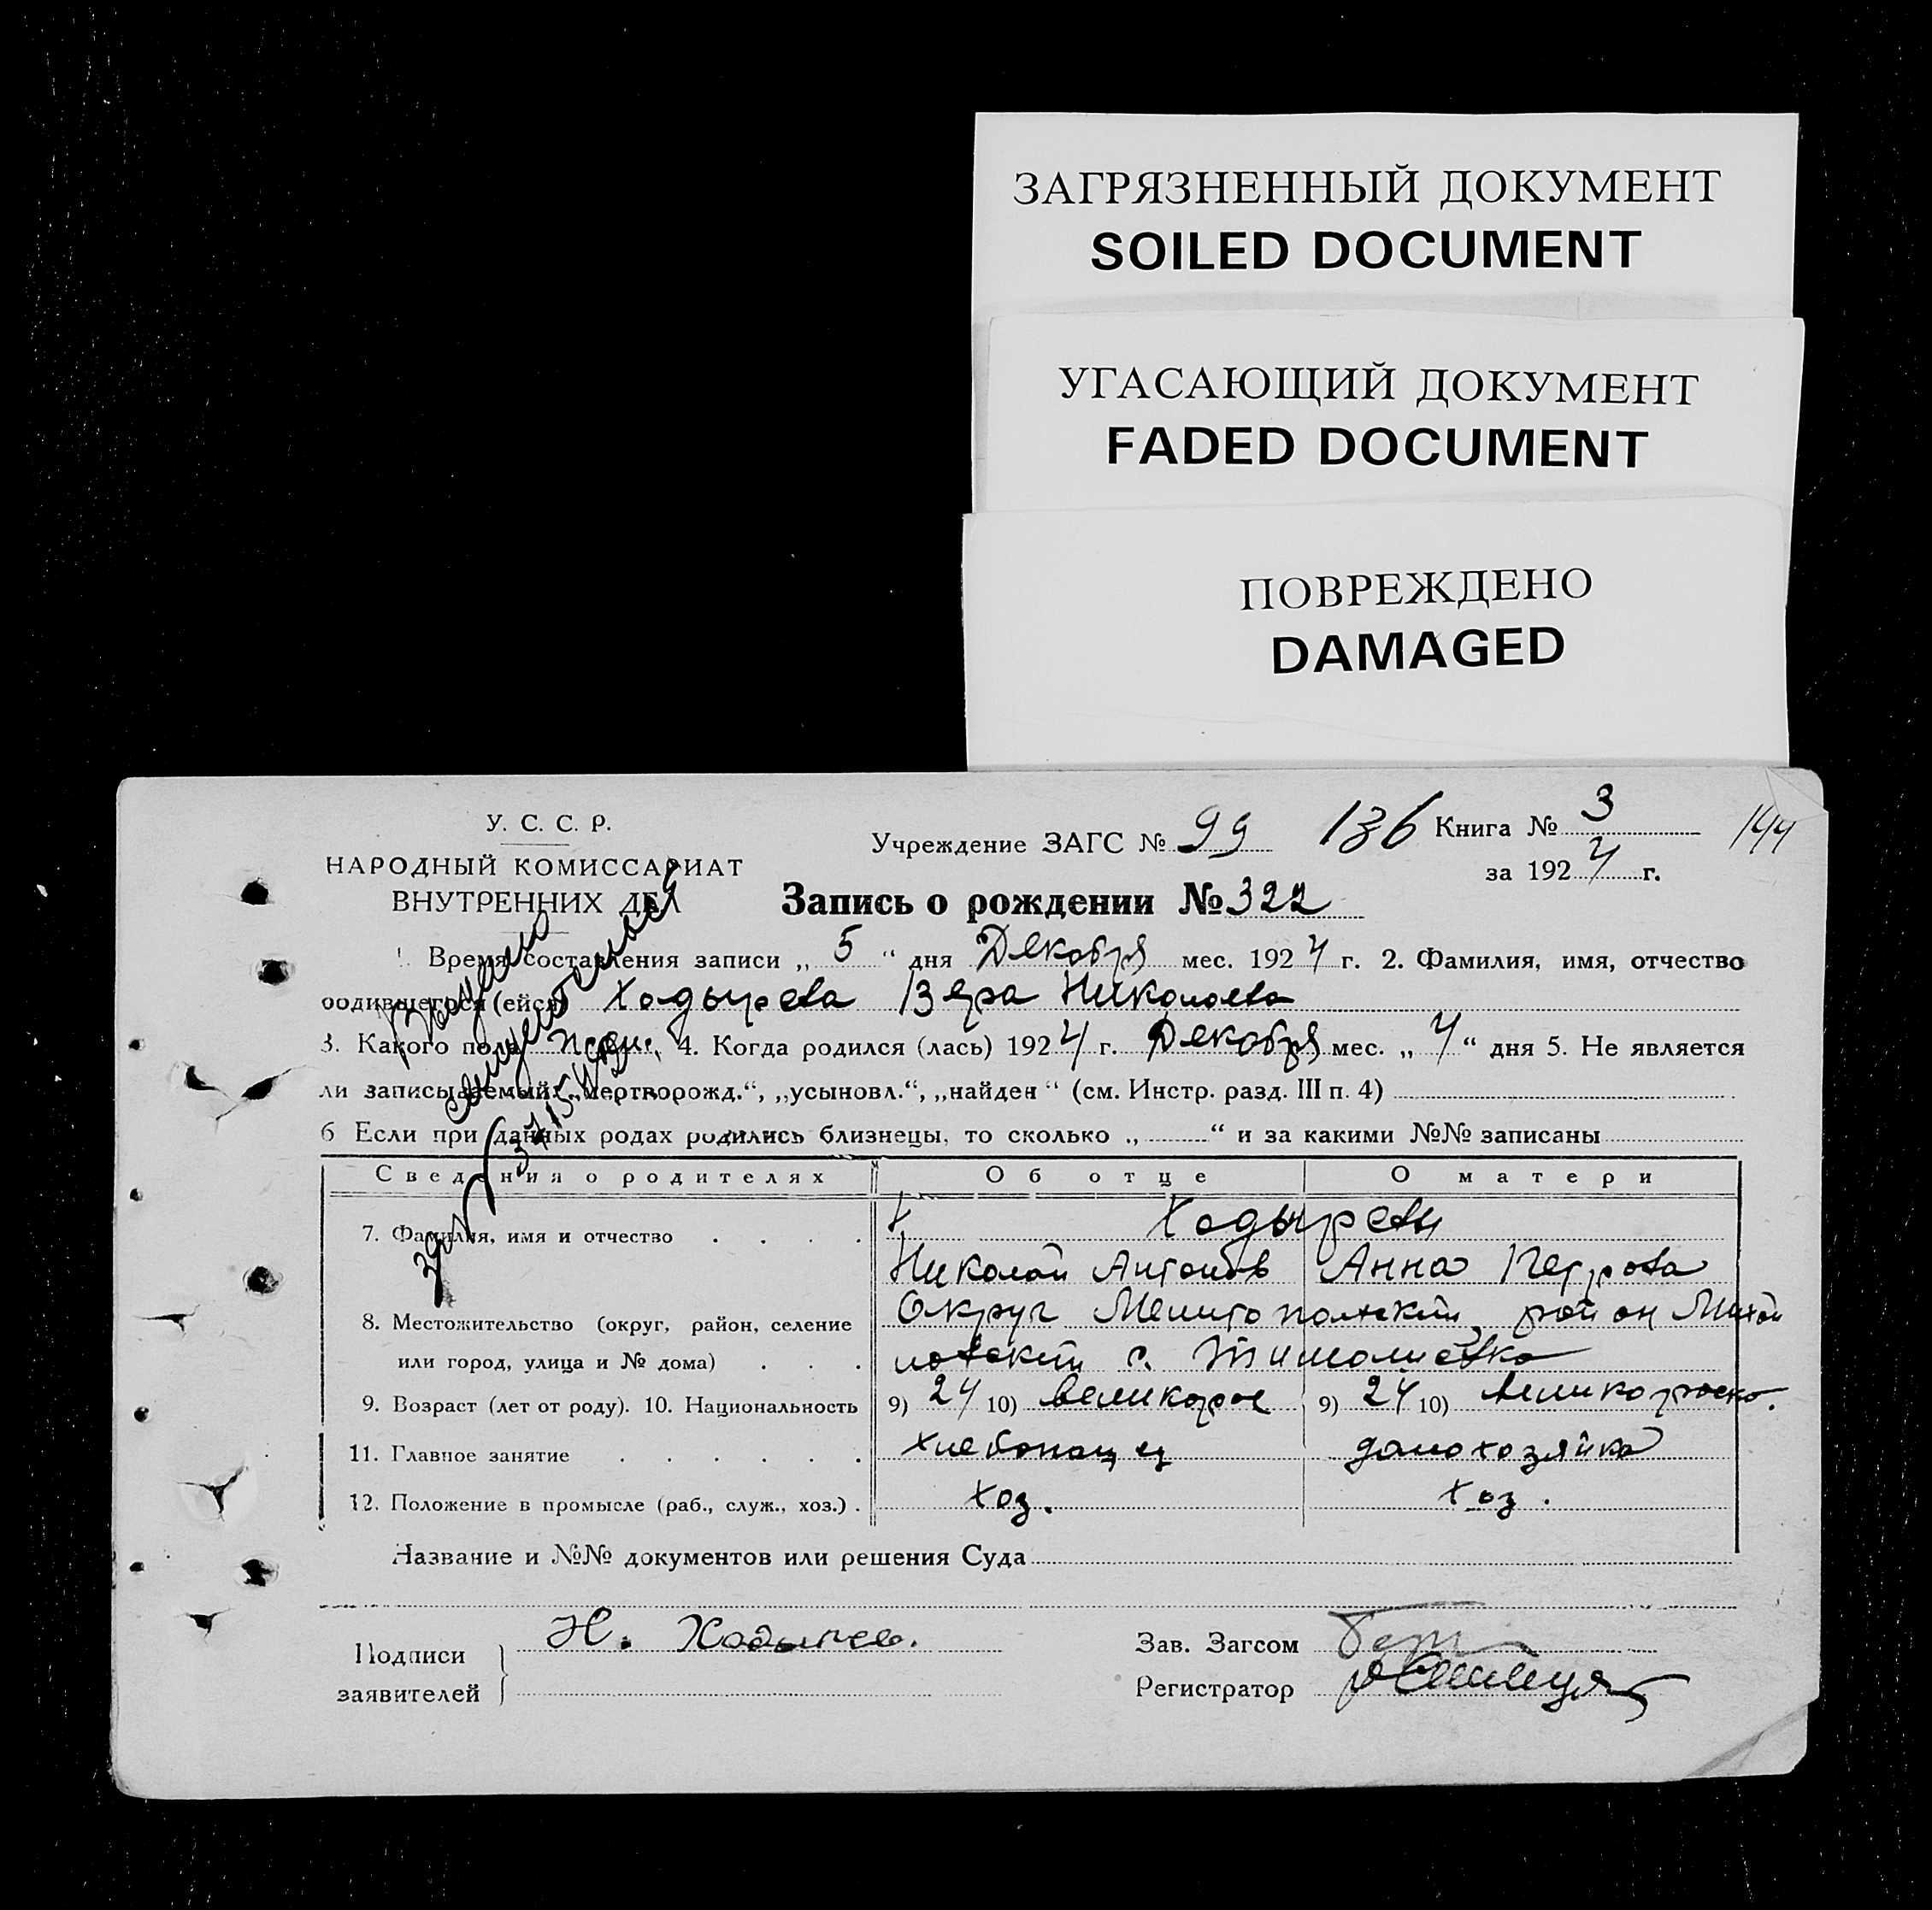 ЗАГРЯЗНЕННЫЙ ДОКУМЕНТ
SOILED DOCUMENT
УГАСАЮЩИЙ ДОКУМЕНТ
FADED DOCUMENT
ПОВРЕЖДЕНО
DAMAGED
У. С. С. Р.
НАРОДНЫЙ КОМИССАРИАТ
ВНУТРЕННИХ ДЕЛ
Учреждение ЗАГС № 99 136 Книга № 3 144
за 1924 г.
Запись о рождении № 322
1. Время составления записи „ 5 “ дня Декабря мес. 1924 г. 2. Фамилия, имя, отчество
родившегося (ейся) Ходырева Вера Николаева
3. Какого пола жен. 4. Когда родился (лась) 1924 г. Декабря мес. „ 4 “ дня 5. Не является
ли записываемый: „мертворожд.“, „усыновл.“, „найден“ (см. Инстр. разд. III п. 4)
6 Если при данных родах родились близнецы, то сколько „ “ и за какими №№ записаны
Выдано
Сведения о родителях Об отце О матери
7. Фамилия, имя и отчество Ходыревы
Николай Антонов Анна Петрова
8. Местожительство (округ, район, селение Округ Мелитопольский, район Михай
или город, улица и № дома) ловский с. Тимошевка
9. Возраст (лет от роду). 10. Национальность 9) 24 10) великорос 9) 24 10) великороска.
11. Главное занятие хлебопашец домохозяйка
12. Положение в промысле (раб., служ., хоз.) хоз. хоз.
Название и №№ документов или решения Суда
Подписи
заявителей
Н. Ходырев.
Зав. Загсом
Регистратор